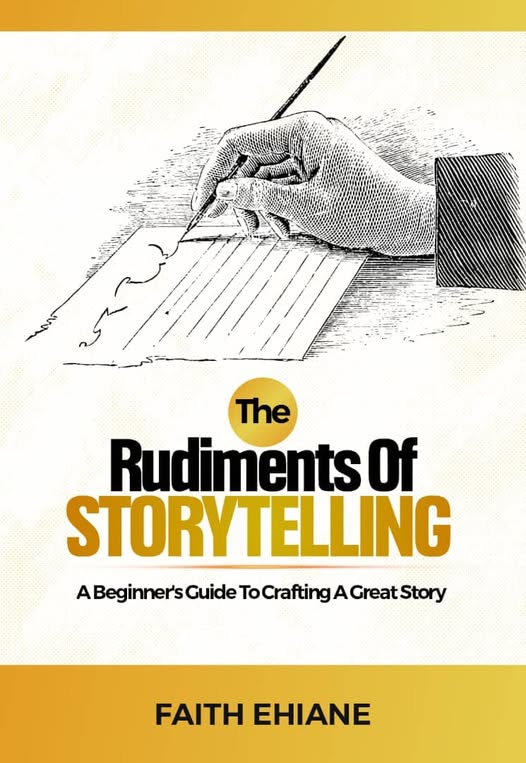 The
Rudiments Of
STORYTELLING
A Beginner's Guide To Crafting A Great Story
FAITH EHIANE